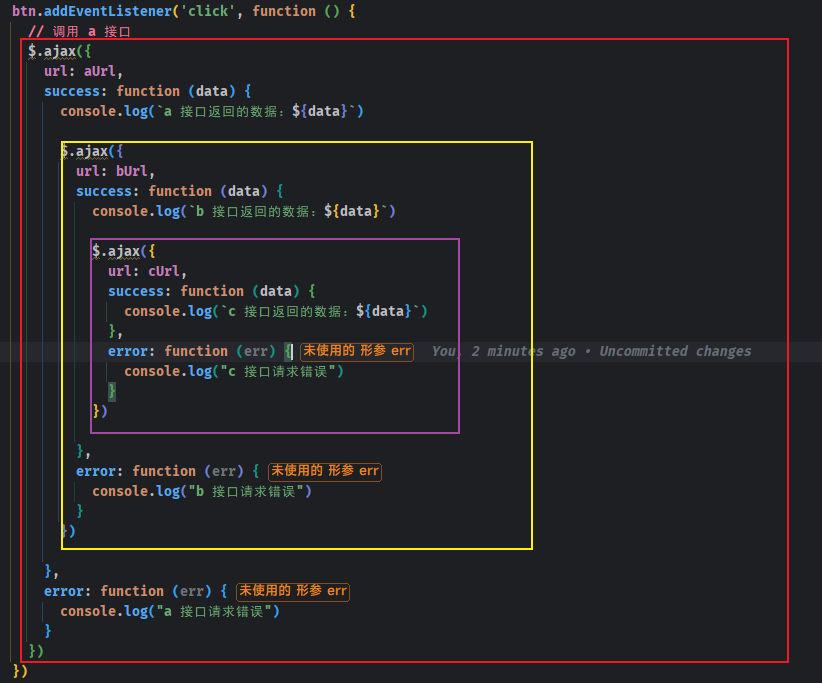 btn.addEventListener('click', function () {
// 调用 a 接口
$.ajax({
url: aUrl,
success: function (data) {
console.log(`a 接口返回的数据: ${data}`)
$.ajax({
url: bUrl,
success: function (data) {
console.log(`b 接口返回的数据: ${data}`)
$.ajax({
url: cUrl,
success: function (data) {
console.log(`c 接口返回的数据: ${data}`)
},
error: function (err) { 未使用的 形参 err You, 2 minutes ago • Uncommitted changes
console.log("c 接口请求错误")
}
})
},
error: function (err) { 未使用的 形参 err
console.log("b 接口请求错误")
}
})
},
error: function (err) { 未使用的 形参 err
console.log("a 接口请求错误")
}
})
})